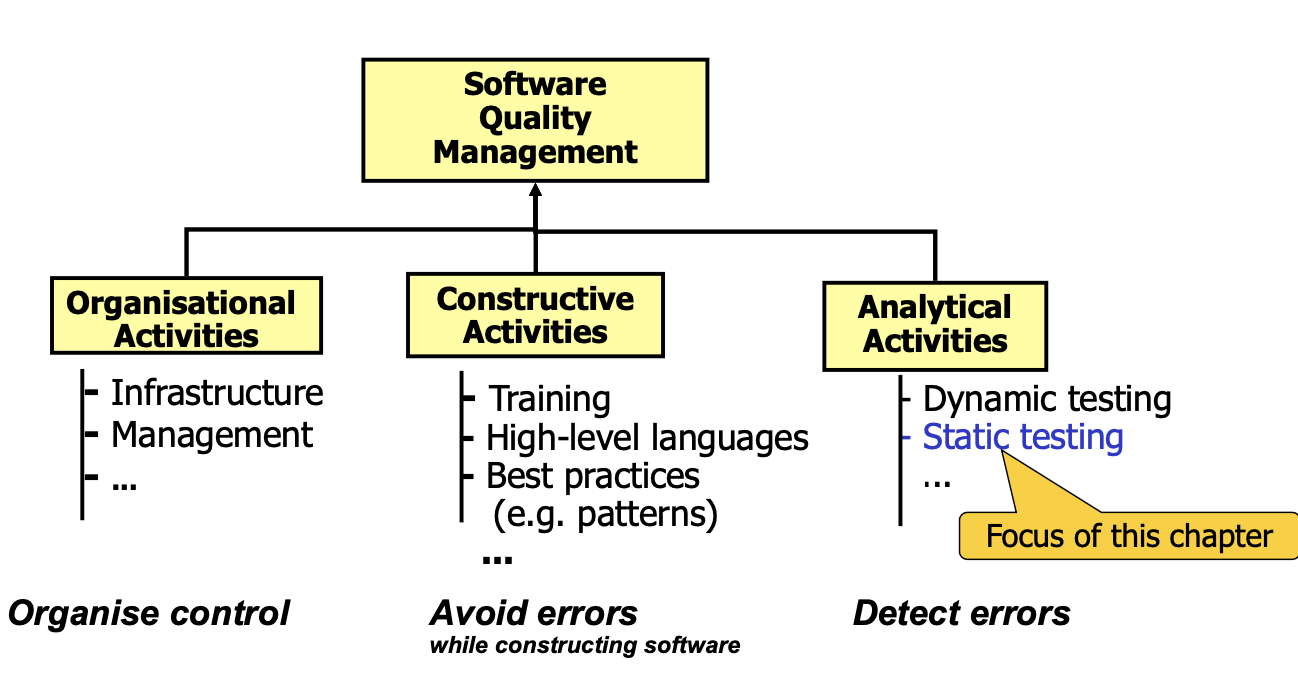 Software
Quality
Management
Organisational
Activities
- Infrastructure
- Management
- ...
Organise control
Constructive
Activities
- Training
- High-level languages
- Best practices
(e.g. patterns)
...
Avoid errors
while constructing software
Analytical
Activities
- Dynamic testing
- Static testing
...
Focus of this chapter
Detect errors